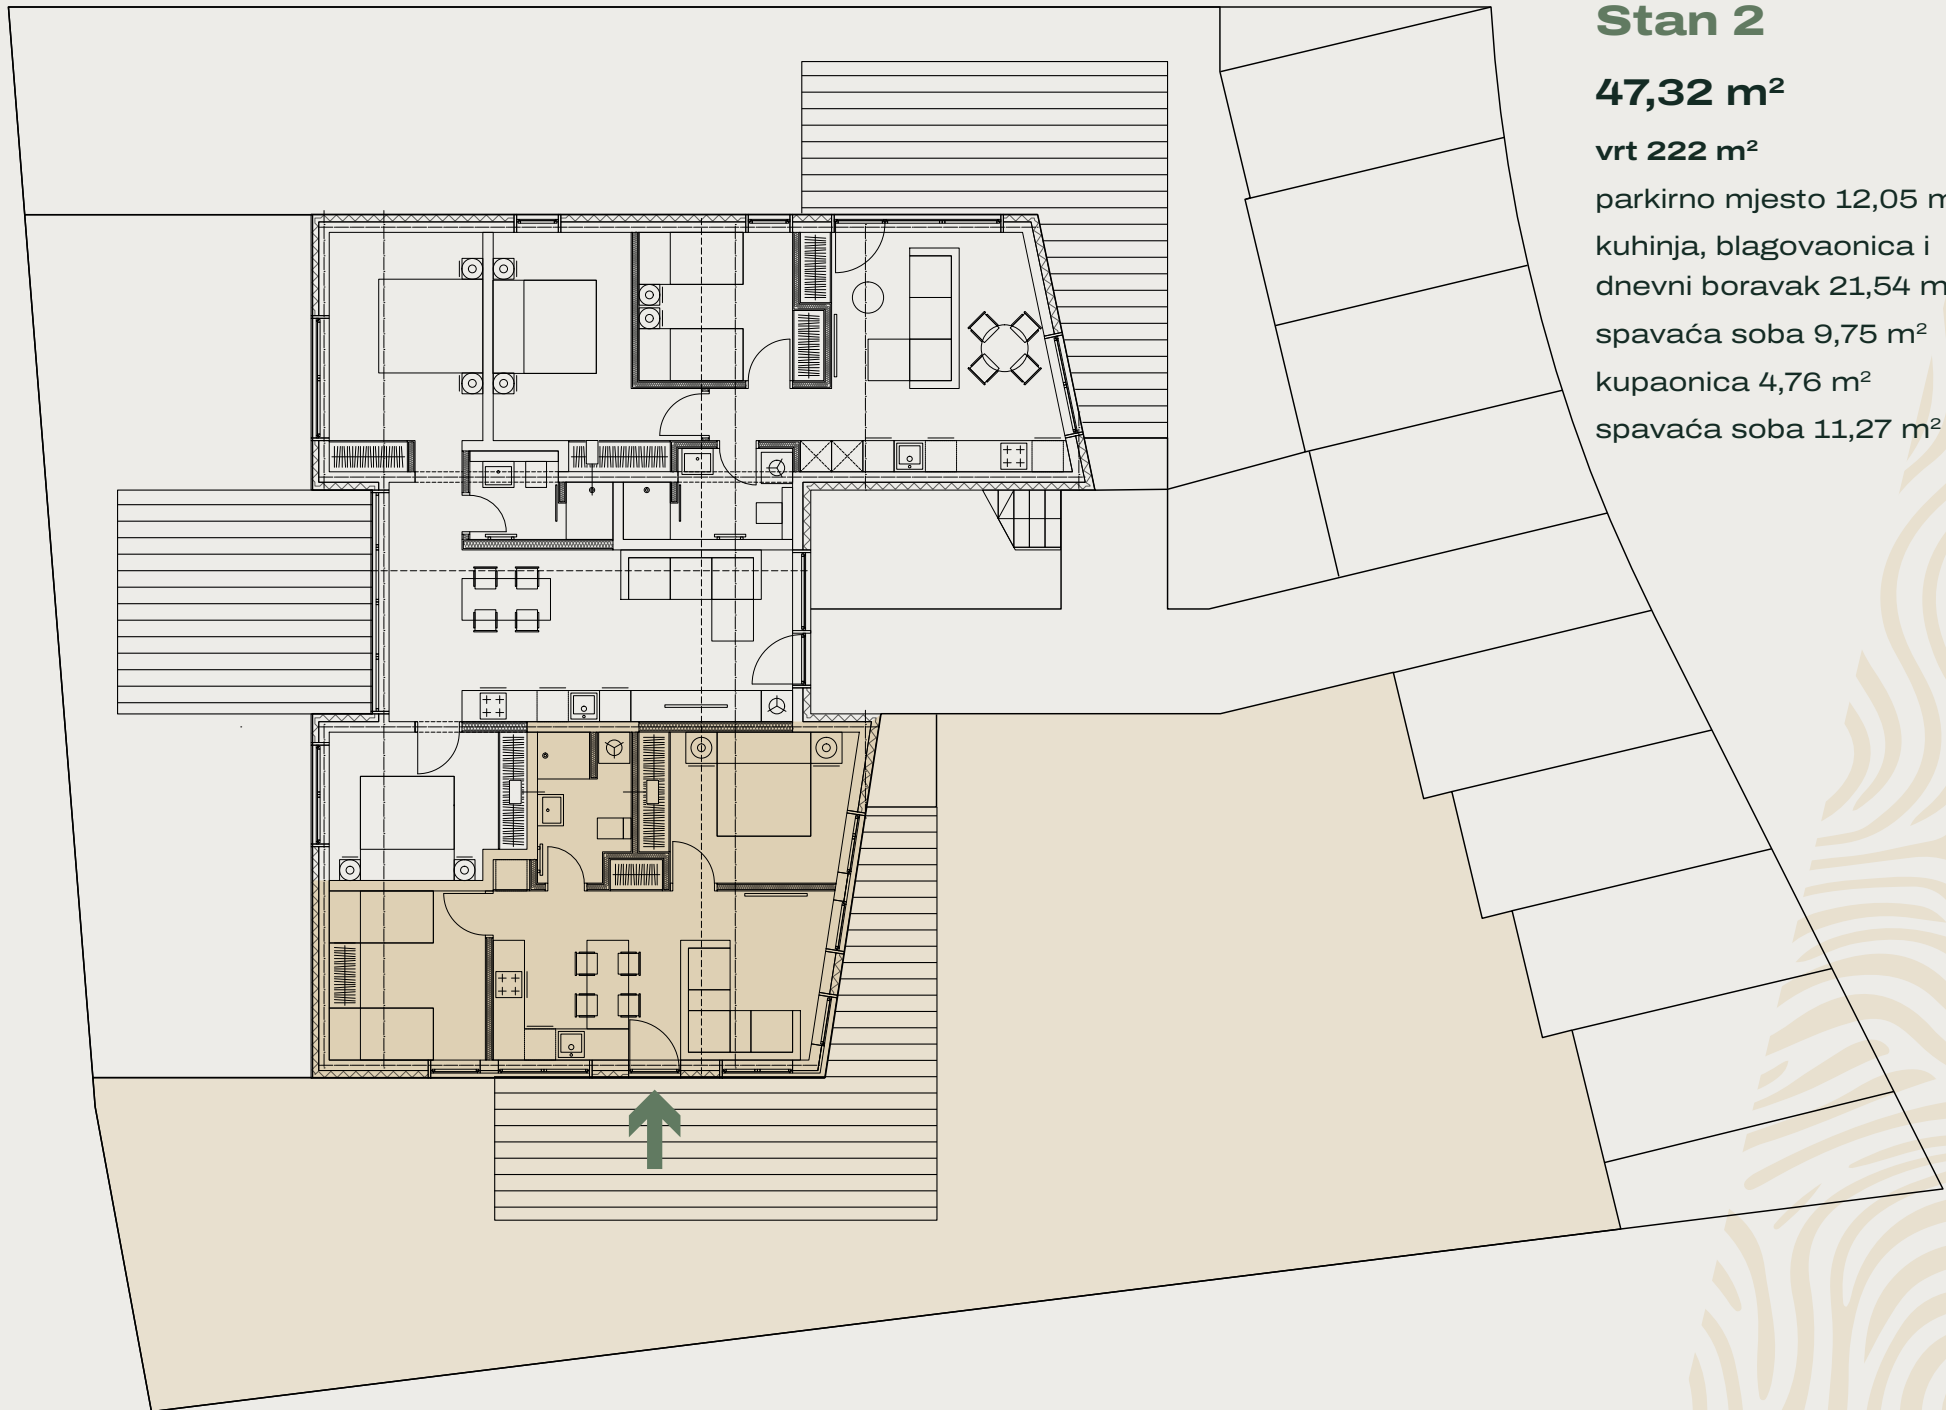 Stan 2
47,32 m²
vrt 222 m²
parkirno mjesto 12,05 m
kuhinja, blagovaonica i
dnevni boravak 21,54 m
spavaća soba 9,75 m²
kupaonica 4,76 m²
spavaća soba 11,27 m²